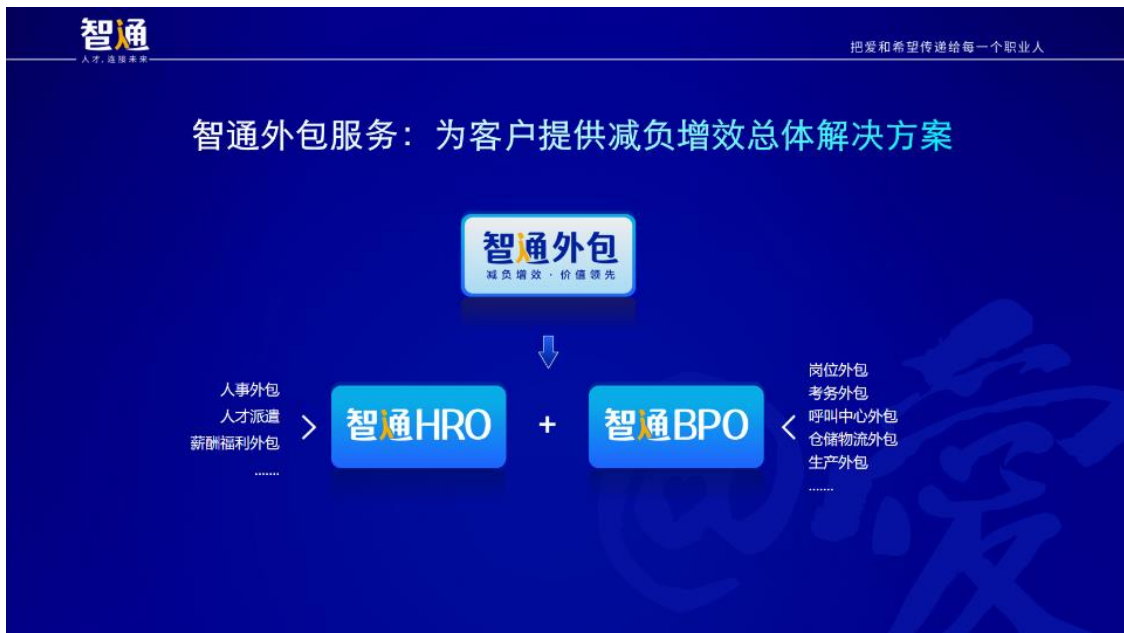 智通
人才,连接未来
把爱和希望传递给每一个职业人
智通外包服务：为客户提供减负增效总体解决方案
智通外包
减负增效·价值领先
人事外包
人才派遣
薪酬福利外包
.......
>
智通HRO
+
智通BPO
<
岗位外包
考务外包
呼叫中心外包
仓储物流外包
生产外包
.......
@愛